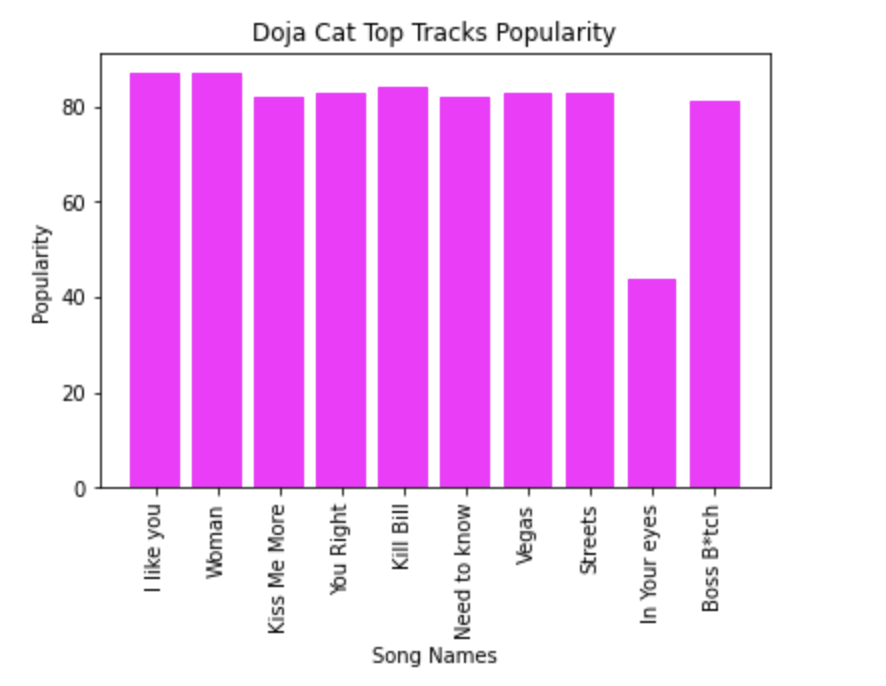 Doja Cat Top Tracks Popularity
Popularity
80
60
40
20
0
I like you
Woman
Kiss Me More
You Right
Kill Bill
Need to know
Vegas
Streets
In Your eyes
Boss B*tch
Song Names